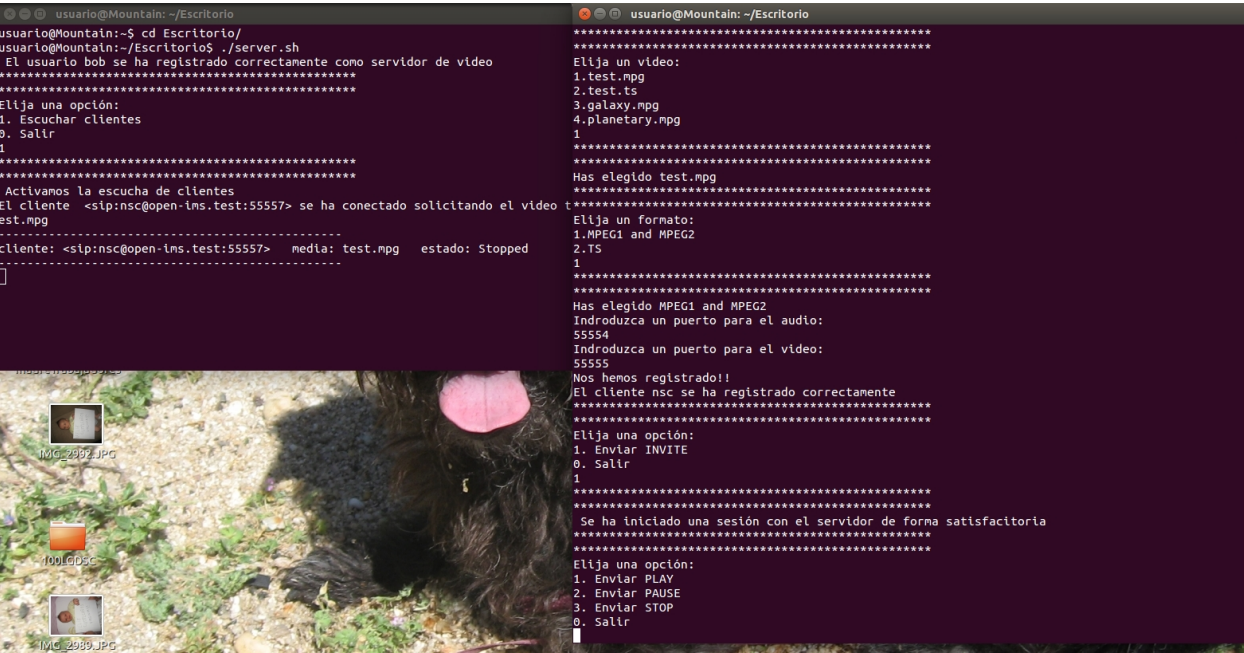 usuario@Mountain: ~/Escritorio
usuario@Mountain:~$ cd Escritorio/
usuario@Mountain:~/Escritorio$ ./server.sh
El usuario bob se ha registrado correctamente como servidor de video
**************************************************
**************************************************
Elija una opción:
1. Escuchar clientes
0. Salir
1
**************************************************
**************************************************
Activamos la escucha de clientes
El cliente <sip:nsc@open-ims.test:55557> se ha conectado solicitando el video t
est.mpg
------------------------------------------------
cliente: <sip:nsc@open-ims.test:55557> media: test.mpg estado: Stopped
------------------------------------------------
IMG_2992.JPG
100LGDSC
IMG_2989.JPG
usuario@Mountain: ~/Escritorio
**************************************************
**************************************************
Elija un video:
1.test.mpg
2.test.ts
3.galaxy.mpg
4.planetary.mpg
1
**************************************************
**************************************************
Has elegido test.mpg
**************************************************
**************************************************
Elija un formato:
1.MPEG1 and MPEG2
2.TS
1
**************************************************
**************************************************
Has elegido MPEG1 and MPEG2
Indroduzca un puerto para el audio:
55554
Indroduzca un puerto para el video:
55555
Nos hemos registrado!!
El cliente nsc se ha registrado correctamente
**************************************************
**************************************************
Elija una opción:
1. Enviar INVITE
0. Salir
1
**************************************************
**************************************************
Se ha iniciado una sesión con el servidor de forma satisfacitoria
**************************************************
**************************************************
Elija una opción:
1. Enviar PLAY
2. Enviar PAUSE
3. Enviar STOP
0. Salir